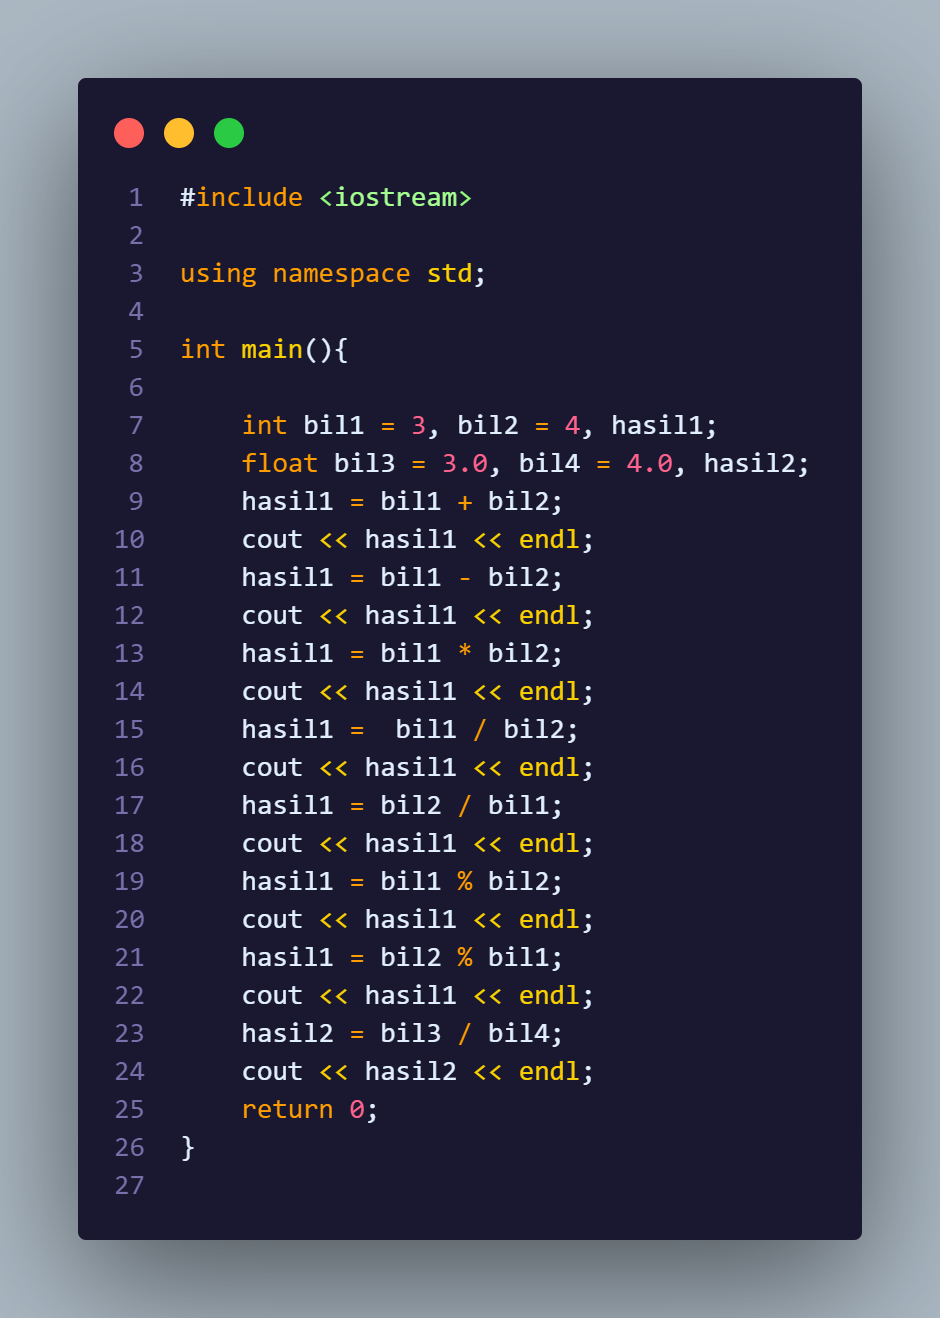 1 #include <iostream>
2
3 using namespace std;
4
5 int main(){
6
7     int bil1 = 3, bil2 = 4, hasil1;
8     float bil3 = 3.0, bil4 = 4.0, hasil2;
9     hasil1 = bil1 + bil2;
10     cout << hasil1 << endl;
11     hasil1 = bil1 - bil2;
12     cout << hasil1 << endl;
13     hasil1 = bil1 * bil2;
14     cout << hasil1 << endl;
15     hasil1 =  bil1 / bil2;
16     cout << hasil1 << endl;
17     hasil1 = bil2 / bil1;
18     cout << hasil1 << endl;
19     hasil1 = bil1 % bil2;
20     cout << hasil1 << endl;
21     hasil1 = bil2 % bil1;
22     cout << hasil1 << endl;
23     hasil2 = bil3 / bil4;
24     cout << hasil2 << endl;
25     return 0;
26 }
27